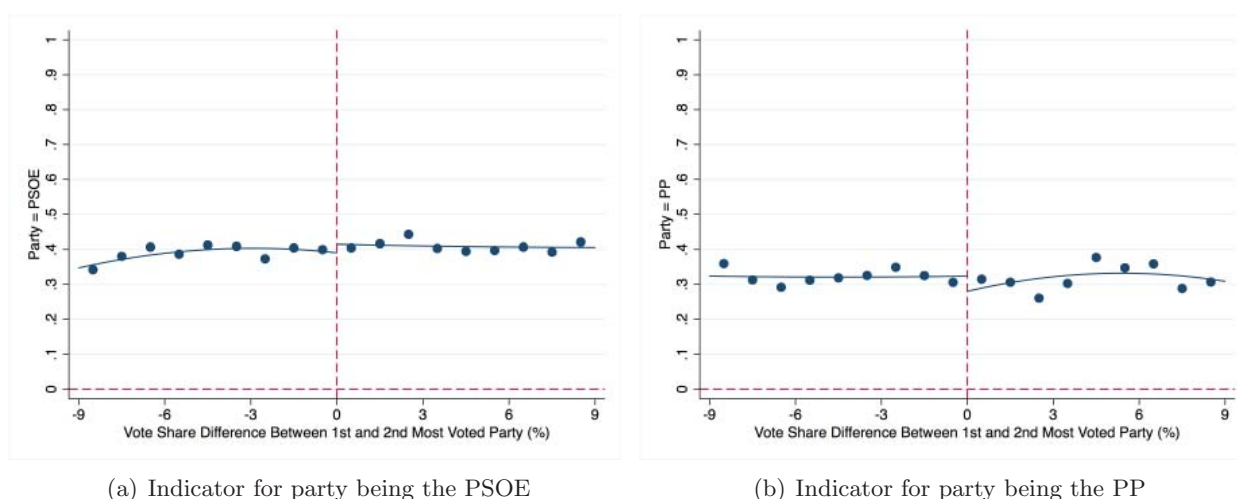 Party = PSOE
1
.9
.8
.7
.6
.5
.4
.3
.2
.1
0
-9 -6 -3 0 3 6 9
Vote Share Difference Between 1st and 2nd Most Voted Party (%)
(a) Indicator for party being the PSOE
Party = PP
1
.9
.8
.7
.6
.5
.4
.3
.2
.1
0
-9 -6 -3 0 3 6 9
Vote Share Difference Between 1st and 2nd Most Voted Party (%)
(b) Indicator for party being the PP